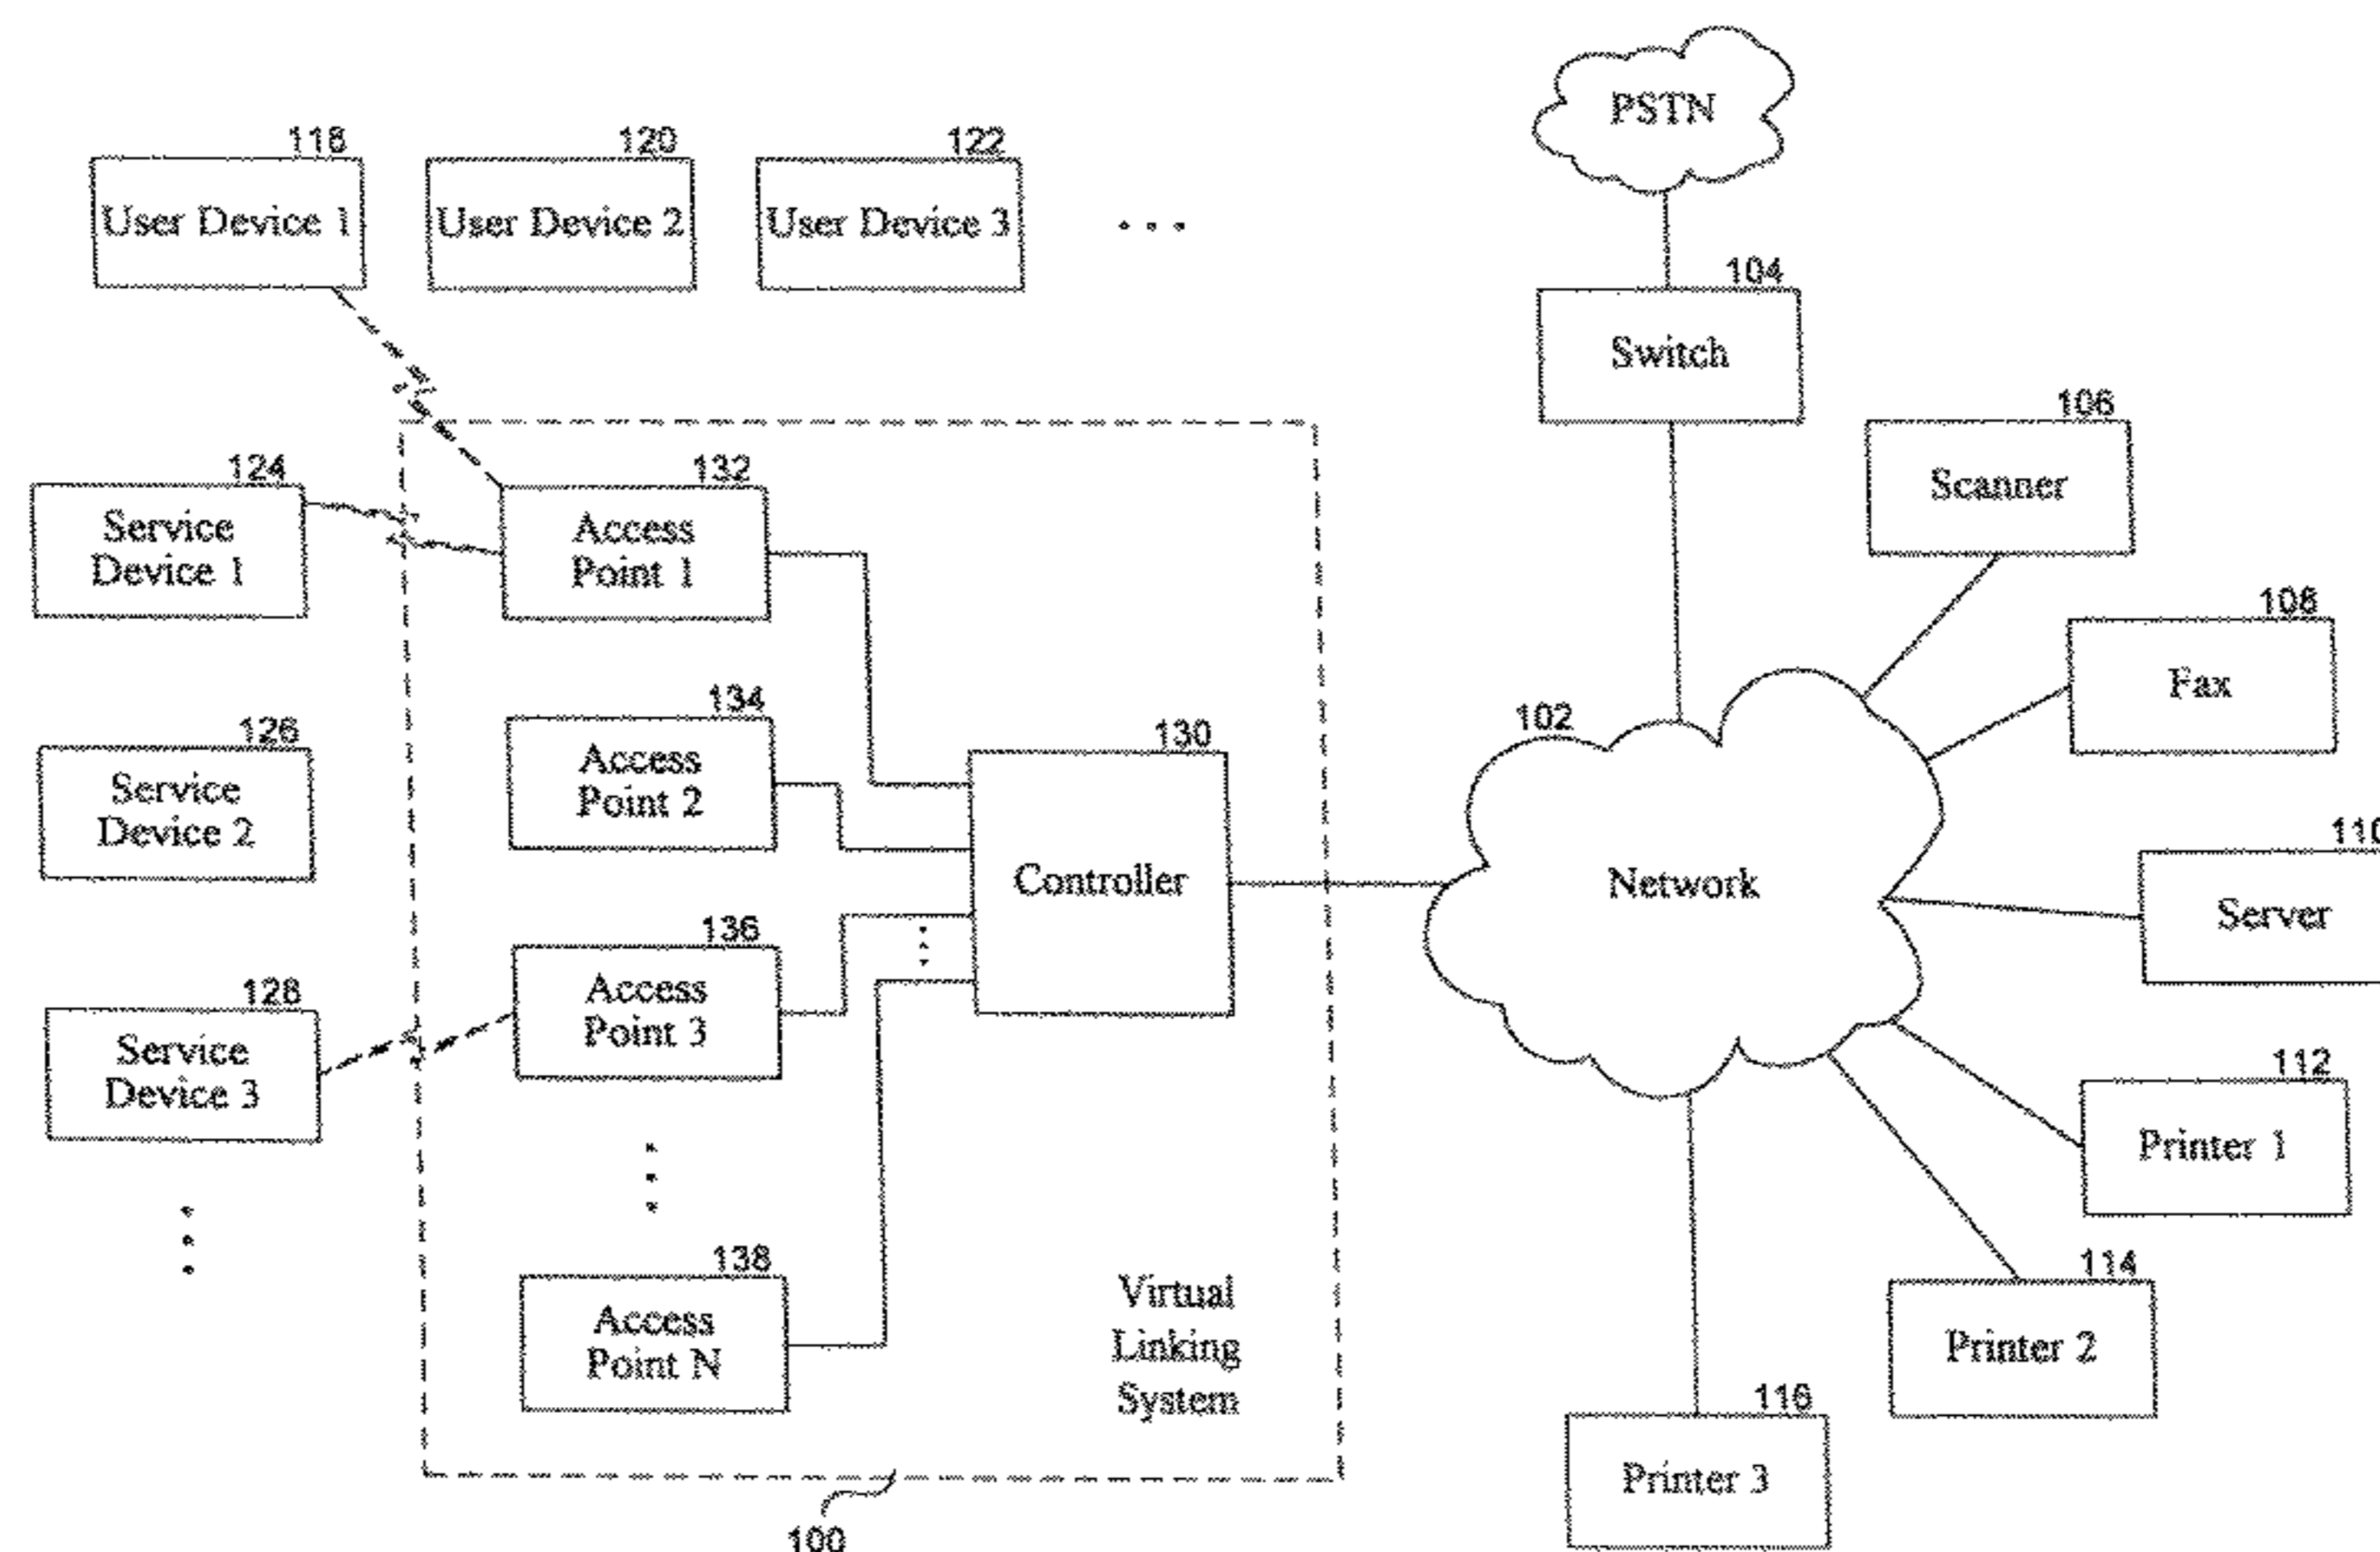 PSTN
118
User Device 1
120
User Device 2
122
User Device 3
. . .
104
Switch
106
Scanner
108
Fax
110
Server
102
Network
112
Printer 1
114
Printer 2
116
Printer 3
124
Service
Device 1
126
Service
Device 2
128
Service
Device 3
132
Access
Point 1
134
Access
Point 2
136
Access
Point 3
138
Access
Point N
130
Controller
Virtual
Linking
System
100